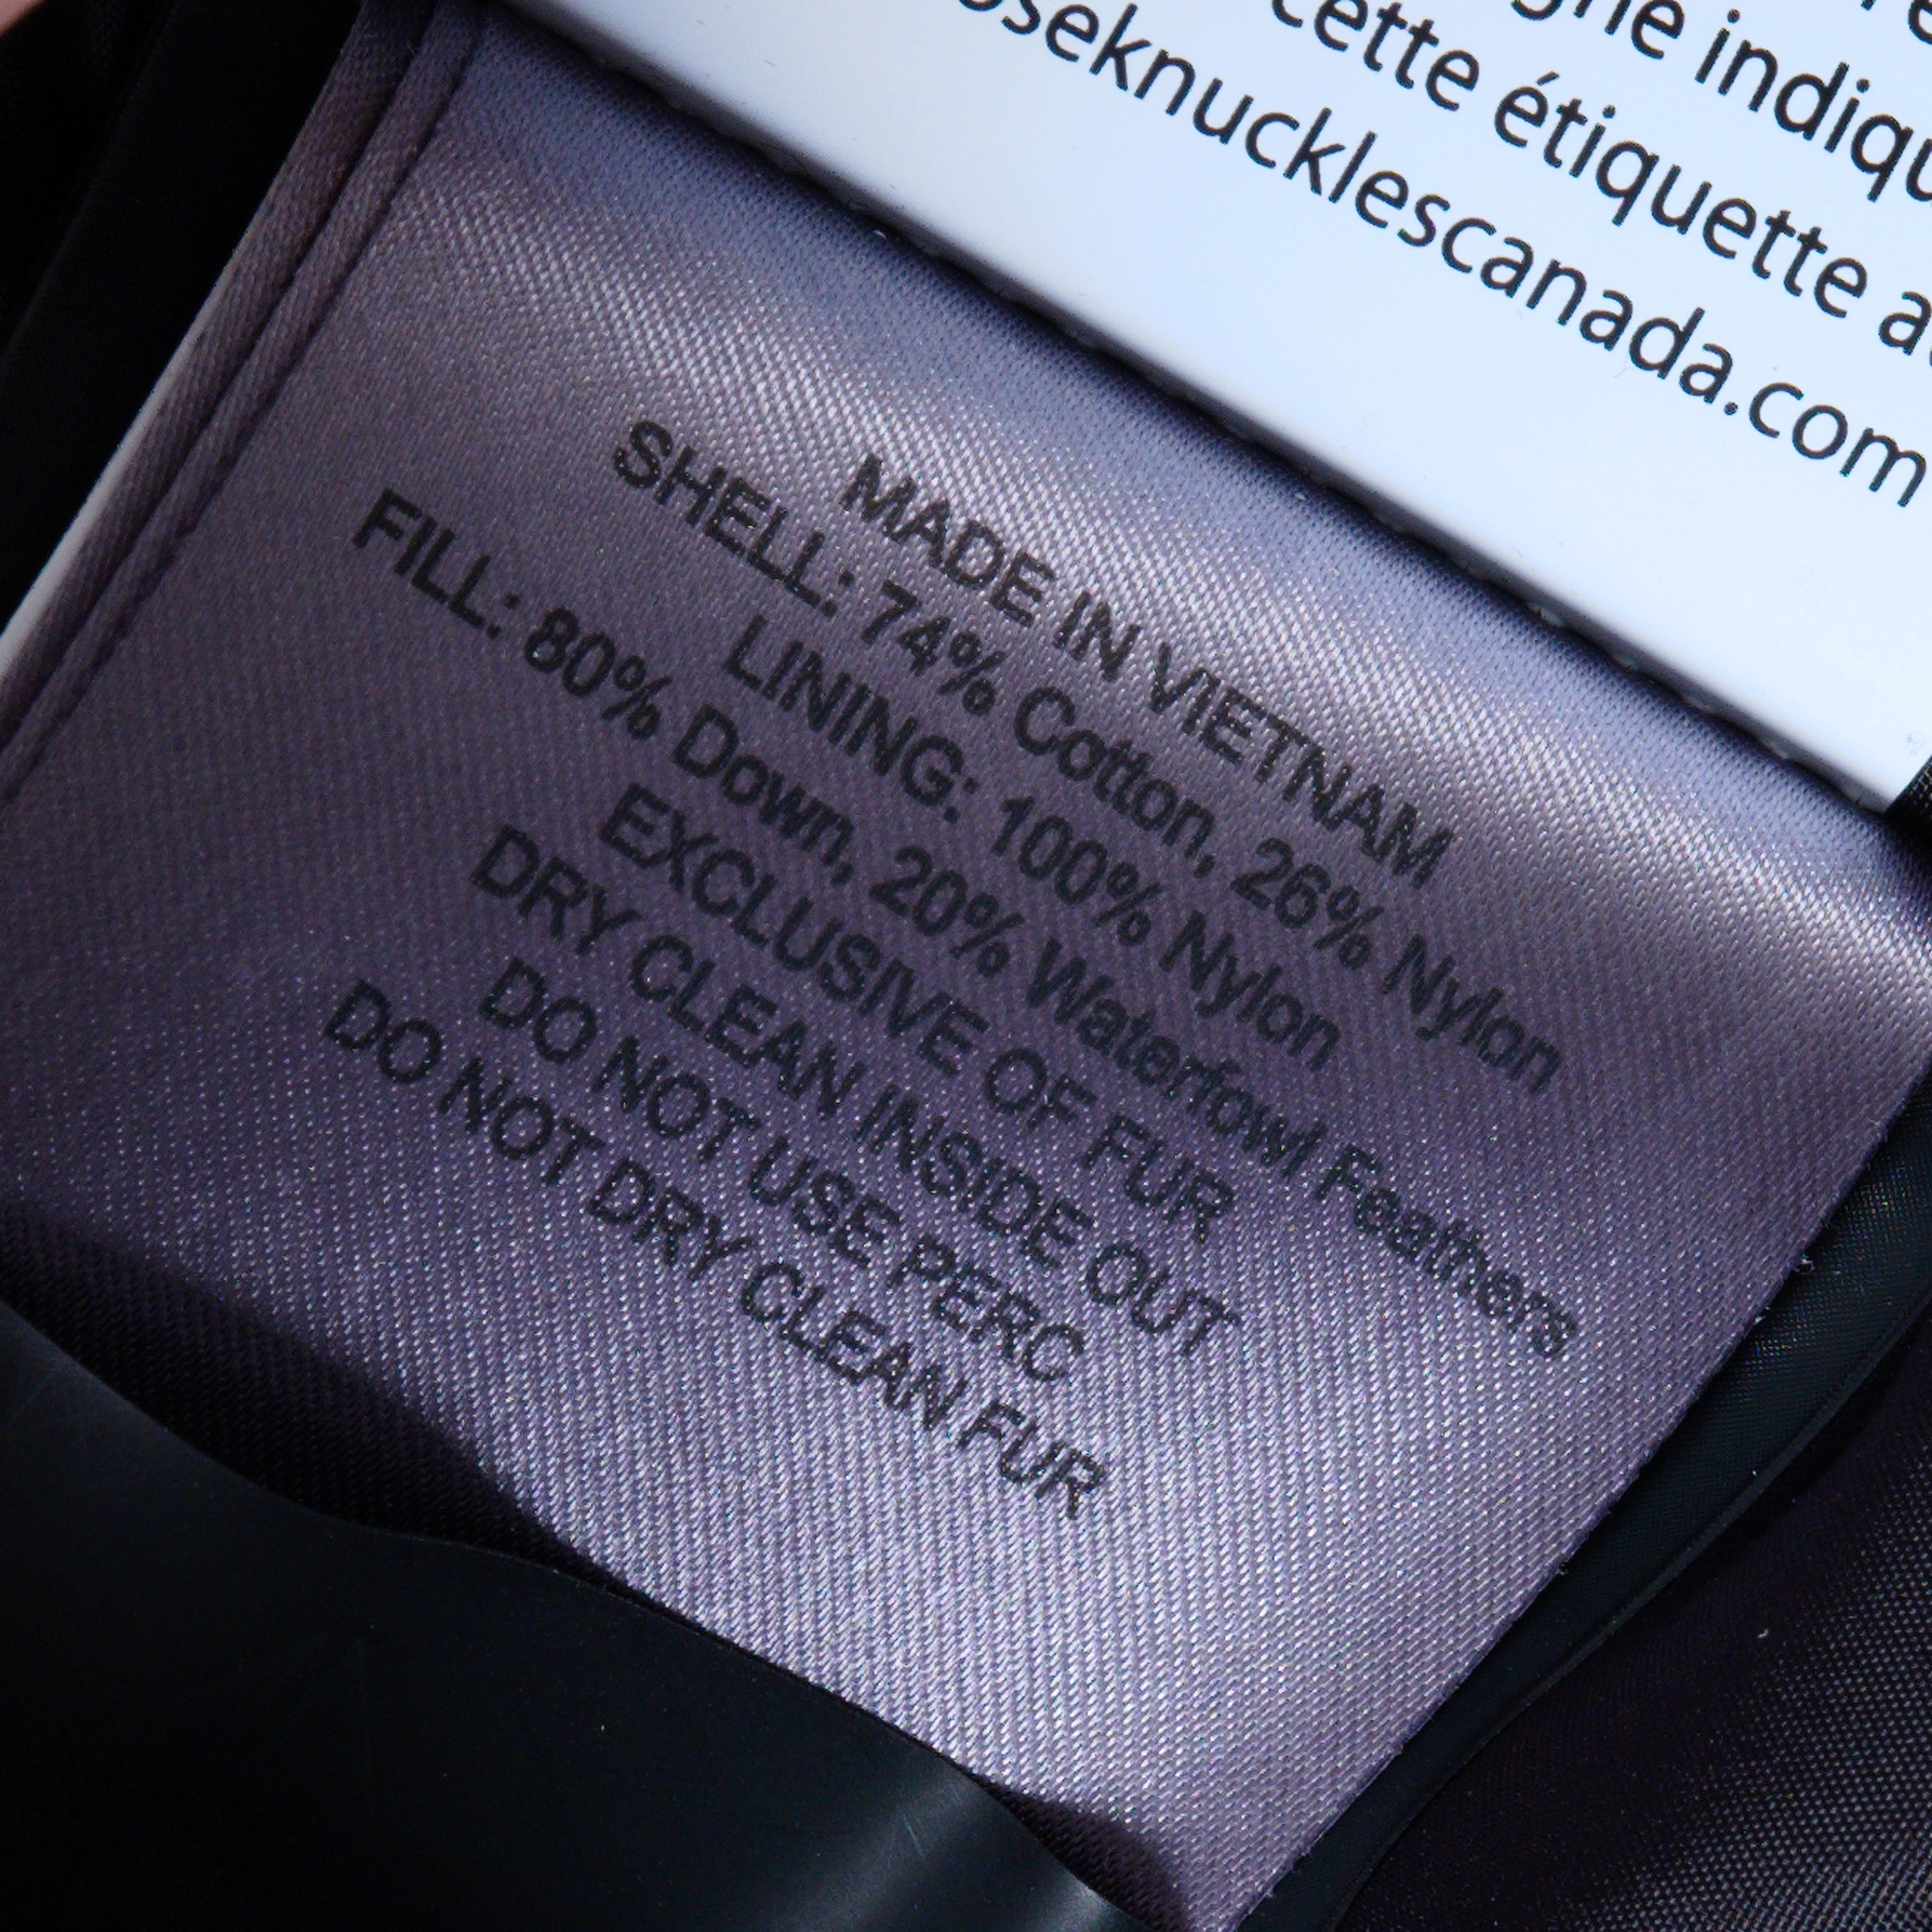 indiqu
cette étiquette
seknucklescanada.com
MADE IN VIETNAM
SHELL: 74% Cotton, 26% Nylon
LINING: 100% Nylon
FILL: 80% Down, 20% Waterfowl Feathers
EXCLUSIVE OF FUR
DRY CLEAN INSIDE OUT
DO NOT USE PERC
DO NOT DRY CLEAN FUR